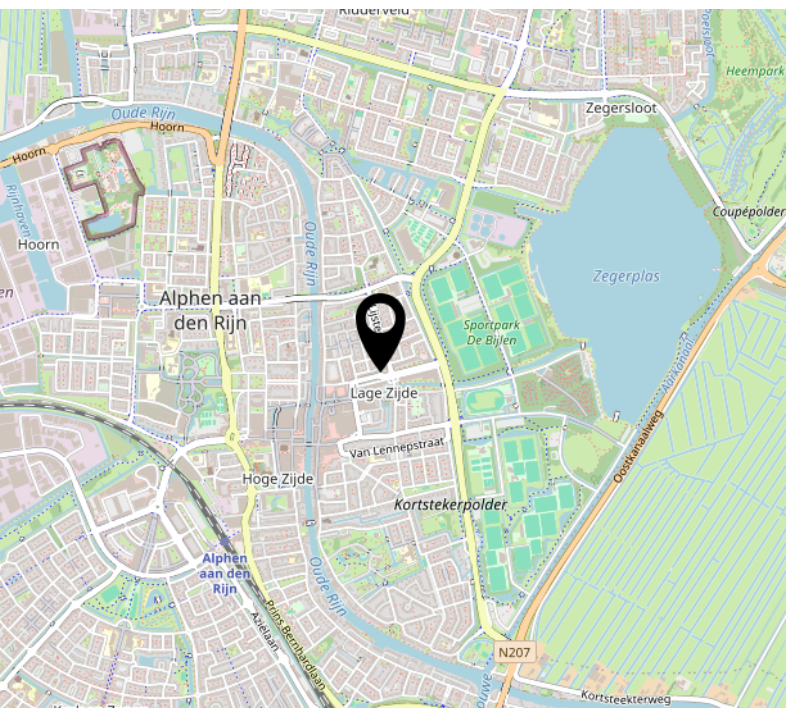 Ridderveld
Heempark
Zegersloot
Oude Rijn
Hoorn
Hoorn
Rijnhaven
Hoorn
Coupépolder
Oude Rijn
Zegerplas
Alphen aan
den Rijn
Sportpark
De Bijlen
Aarkanaal
Lage Zijde
Oostkanaalweg
Van Lennepstraat
Hoge Zijde
Kortstekerpolder
Alphen
aan den
Rijn
Oude Rijn
Prins Bernhardlaan
Aziëlaan
N207
Kortsteekterweg